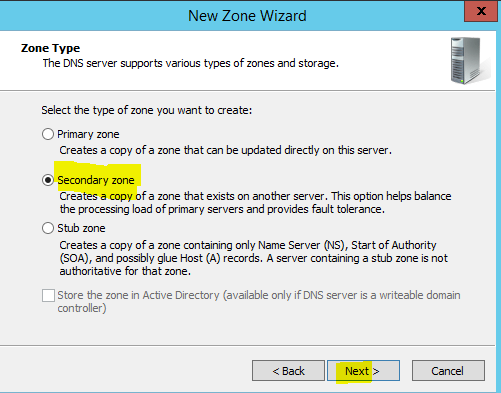 New Zone Wizard
X
Zone Type
The DNS server supports various types of zones and storage.
Select the type of zone you want to create:
Primary zone
Creates a copy of a zone that can be updated directly on this server.
Secondary zone
Creates a copy of a zone that exists on another server. This option helps balance
the processing load of primary servers and provides fault tolerance.
Stub zone
Creates a copy of a zone containing only Name Server (NS), Start of Authority
(SOA), and possibly glue Host (A) records. A server containing a stub zone is not
authoritative for that zone.
Store the zone in Active Directory (available only if DNS server is a writeable domain
controller)
< Back Next > Cancel